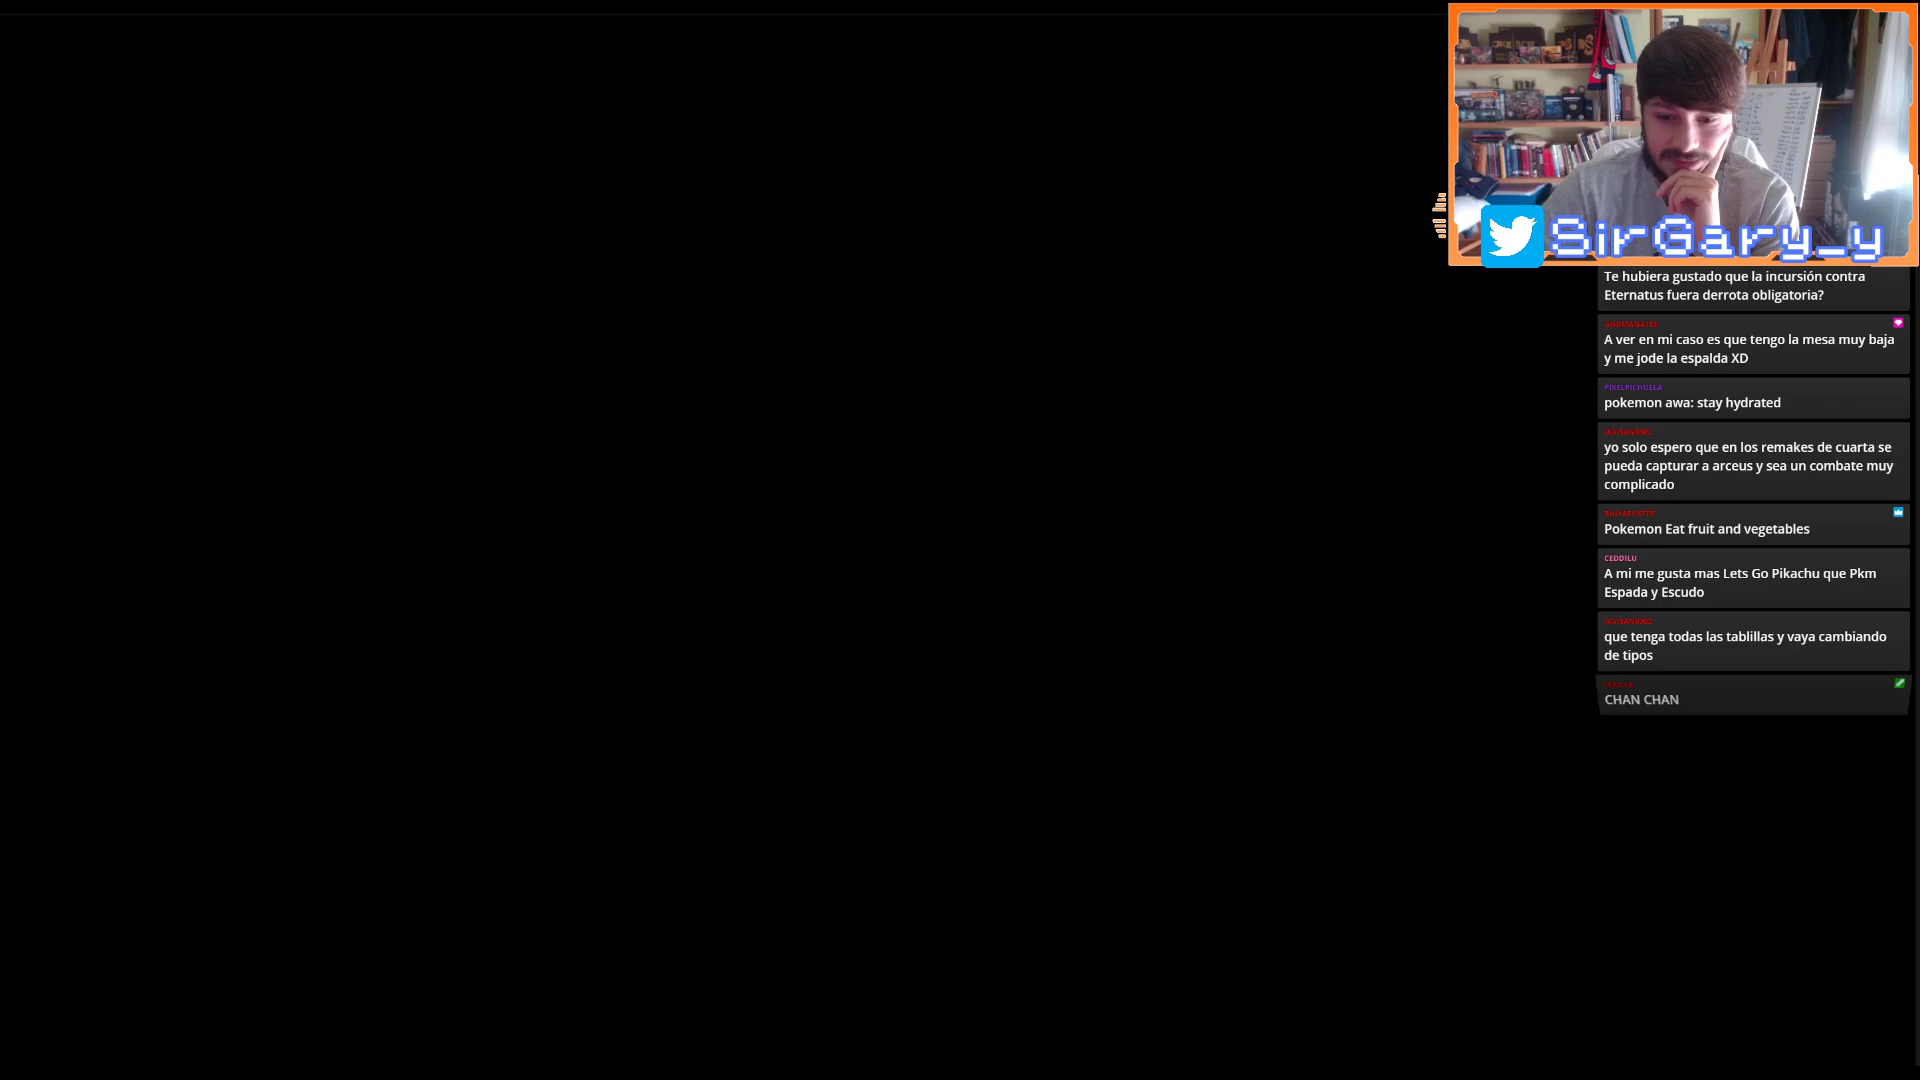 SirGary_y
Te hubiera gustado que la incursión contra
Eternatus fuera derrota obligatoria?
A ver en mi caso es que tengo la mesa muy baja
y me jode la espalda XD
PIXELPICHUELA
pokemon awa: stay hydrated
yo solo espero que en los remakes de cuarta se
pueda capturar a arceus y sea un combate muy
complicado
Pokemon Eat fruit and vegetables
CEDDILU
A mi me gusta mas Lets Go Pikachu que Pkm
Espada y Escudo
que tenga todas las tablillas y vaya cambiando
de tipos
CHAN CHAN